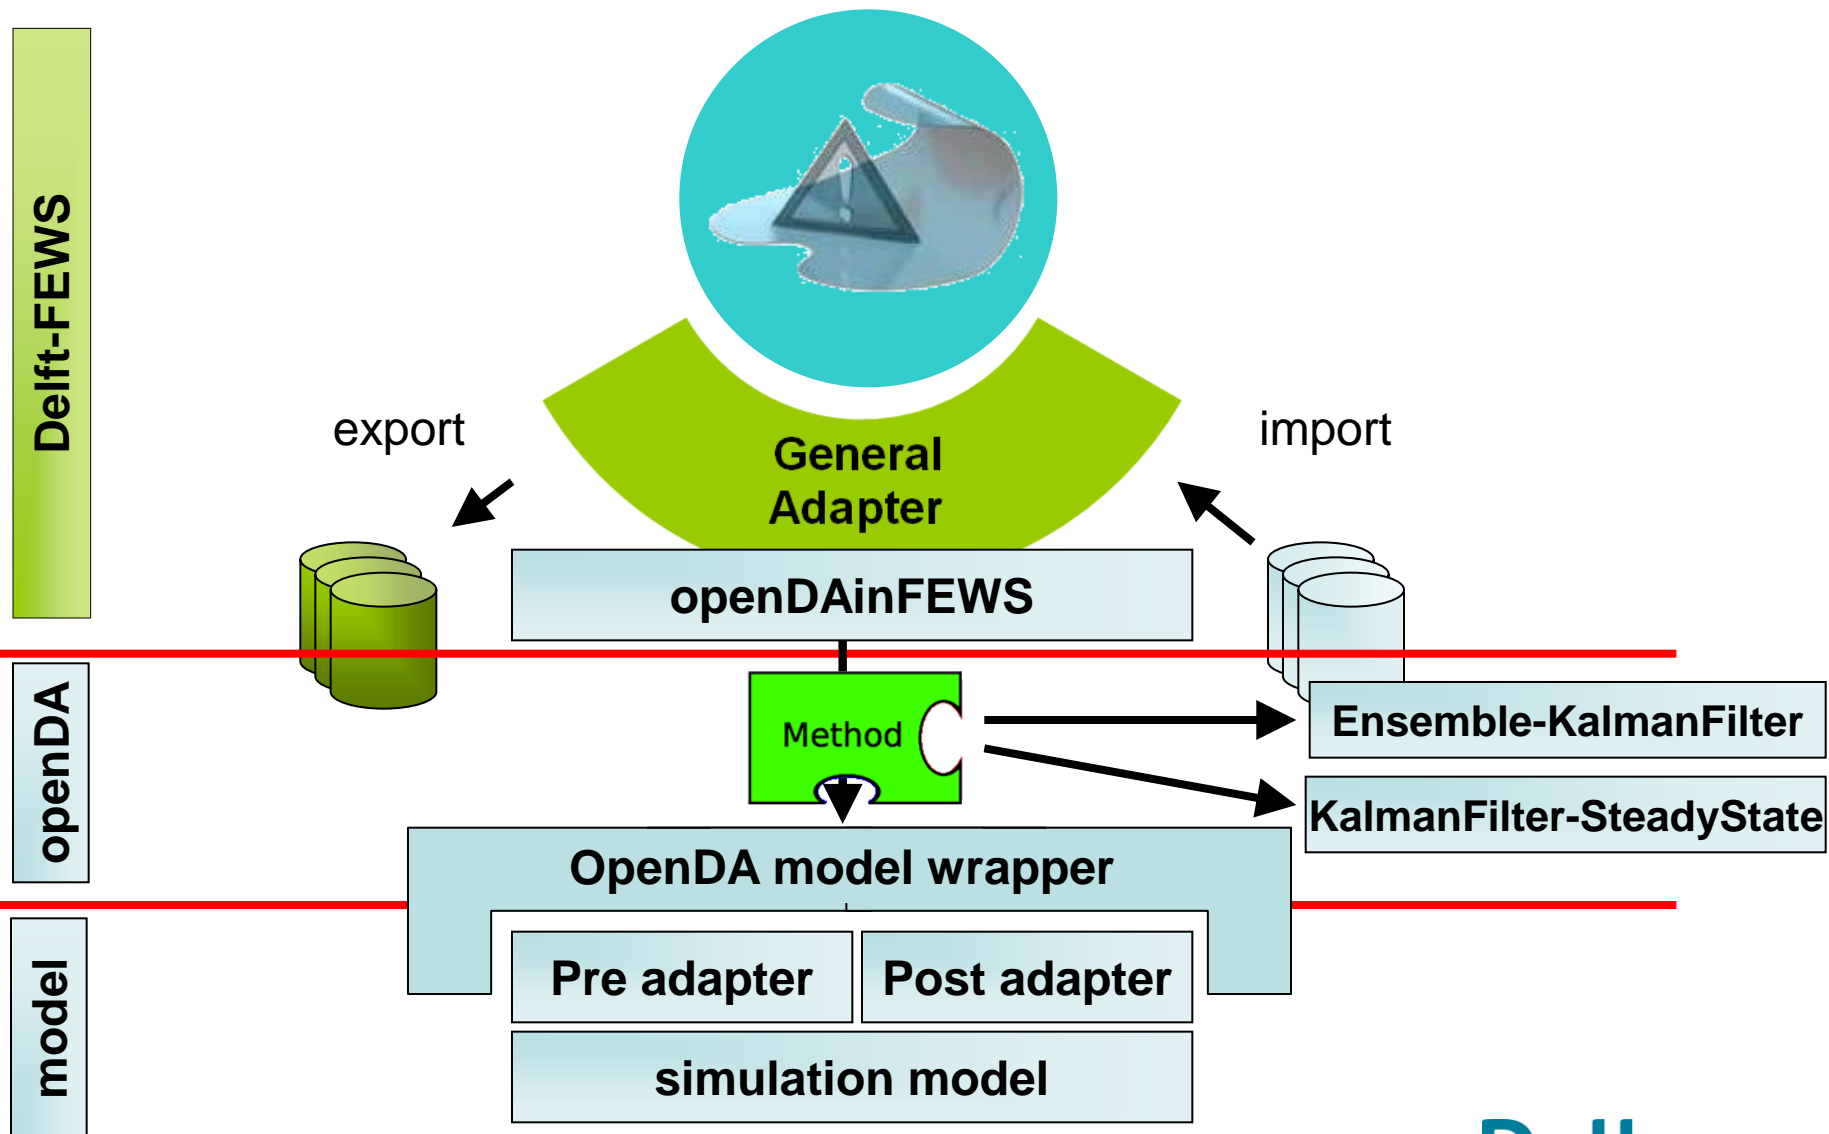 Delft-FEWS
export
import
General
Adapter
openDAinFEWS
openDA
Method
Ensemble-KalmanFilter
KalmanFilter-SteadyState
OpenDA model wrapper
model
Pre adapter
Post adapter
simulation model